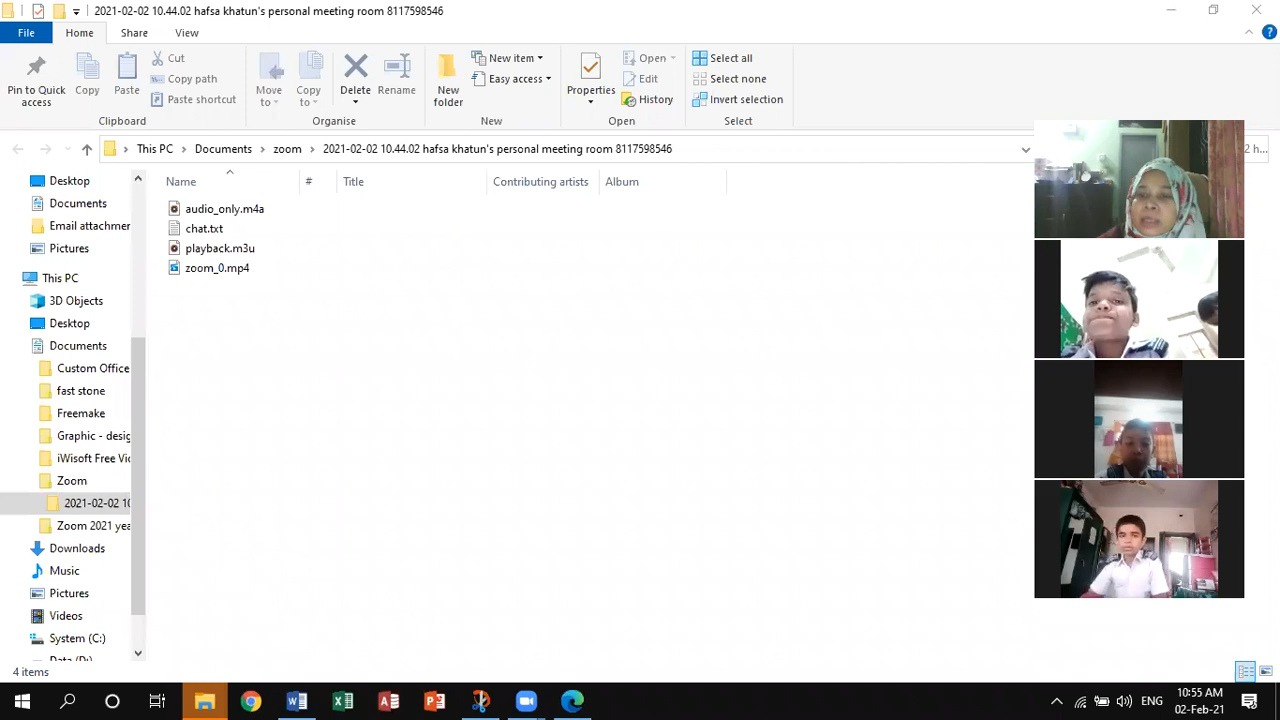 2021-02-02 10.44.02 hafsa khatun's personal meeting room 8117598546
File Home Share View
Pin to Quick access
Copy
Paste
Cut
Copy path
Paste shortcut
Clipboard
Move to
Copy to
Delete
Rename
Organise
New folder
New item
Easy access
New
Properties
Open
Edit
History
Open
Select all
Select none
Invert selection
Select
This PC > Documents > zoom > 2021-02-02 10.44.02 hafsa khatun's personal meeting room 8117598546
2 h...
Name # Title Contributing artists Album
audio_only.m4a
chat.txt
playback.m3u
zoom_0.mp4
Desktop
Documents
Email attachmer
Pictures
This PC
3D Objects
Desktop
Documents
Custom Office
fast stone
Freemake
Graphic - desig
iWisoft Free Vic
Zoom
2021-02-02 10
Zoom 2021 yea
Downloads
Music
Pictures
Videos
System (C:)
Data (D:)
4 items
ENG
10:55 AM
02-Feb-21